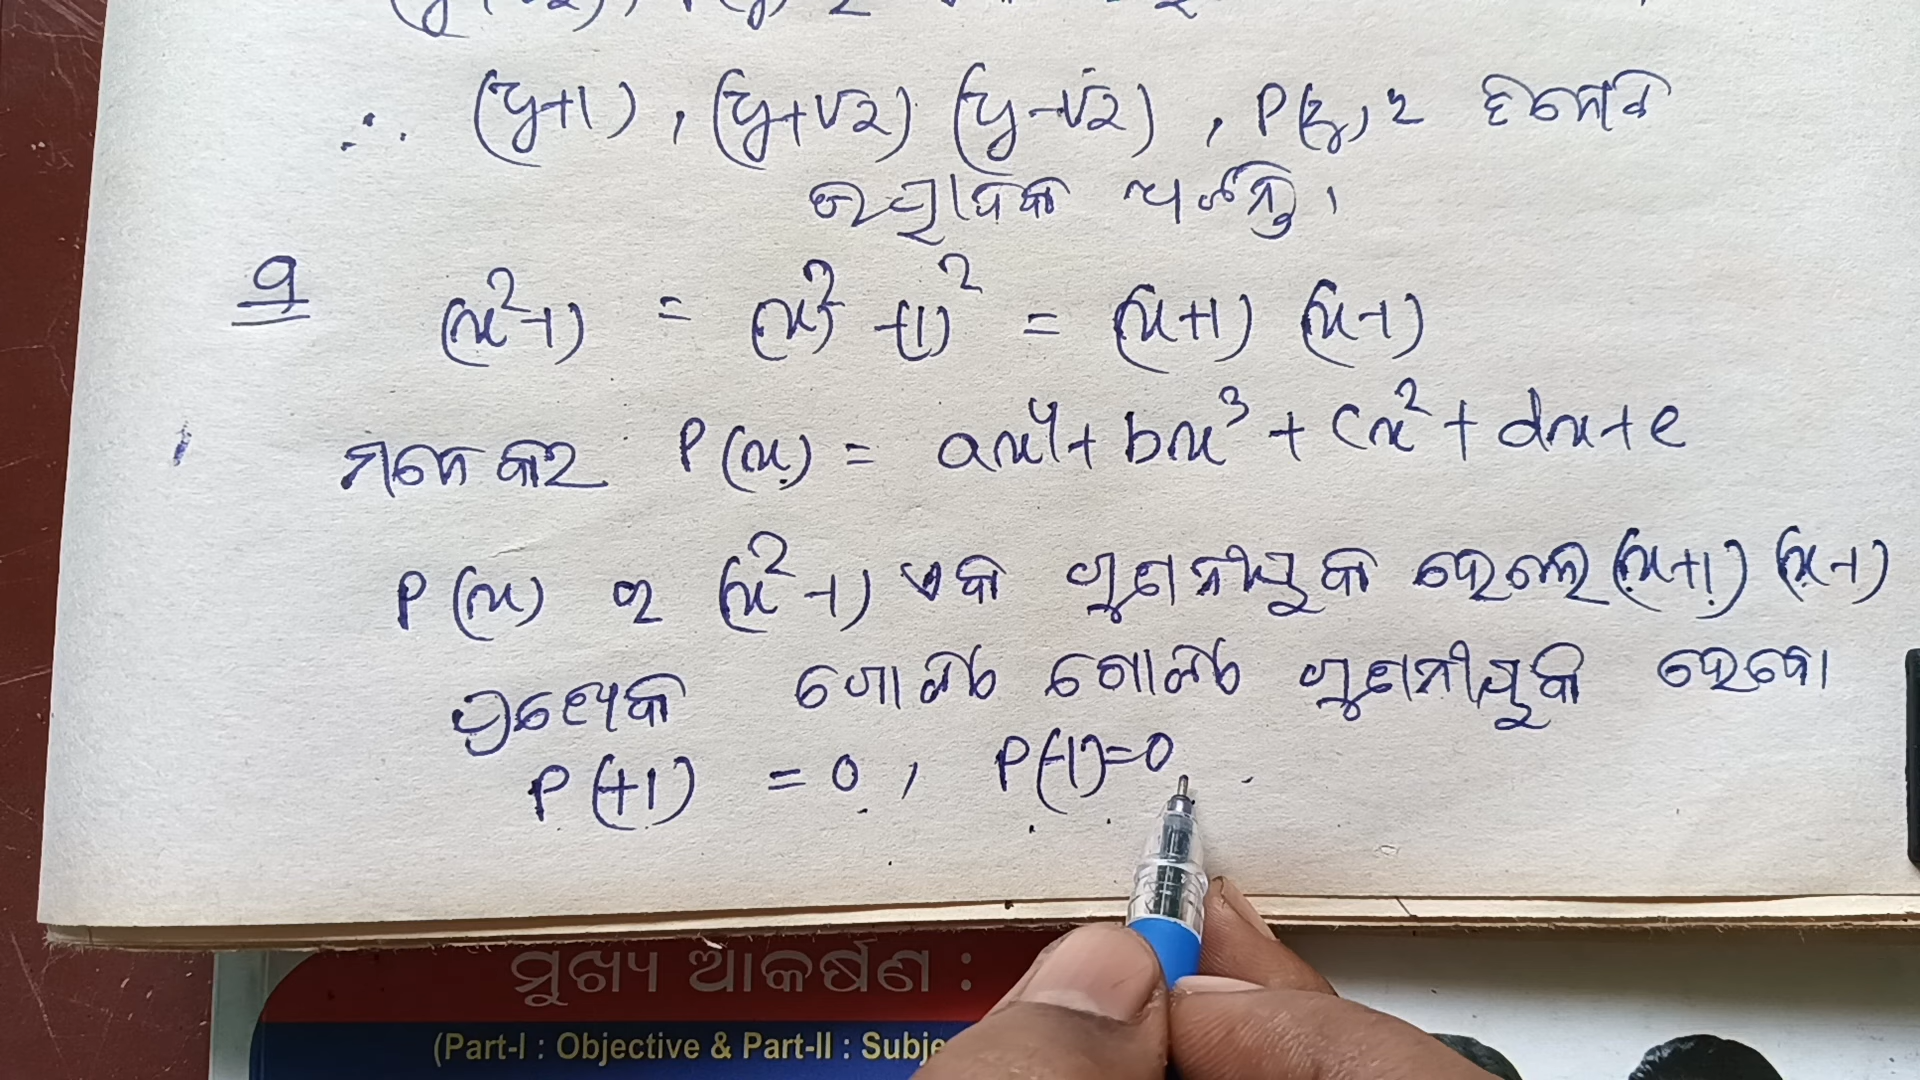 ∴ (y+1), (y+√2) (y-√2), P(y) ର ତିନୋଟି
ଉତ୍ପାଦକ ଅଟନ୍ତି।
9 (x²-1) = (x)² -(1)² = (x+1) (x-1)
ମନେକର P(x) = ax⁴+ bx³ + cx² + dx+e
P(x) ର (x²-1) ଏକ ଗୁଣନୀୟକ ହେଲେ (x+1) (x-1)
ପ୍ରତ୍ୟେକ ଗୋଟାଏ ଗୋଟାଏ ଗୁଣନୀୟକ ହେବ।
P(+1) = 0, P(-1)=0
ମୁଖ୍ୟ ଆକର୍ଷଣ :
(Part-I : Objective & Part-II : Subje